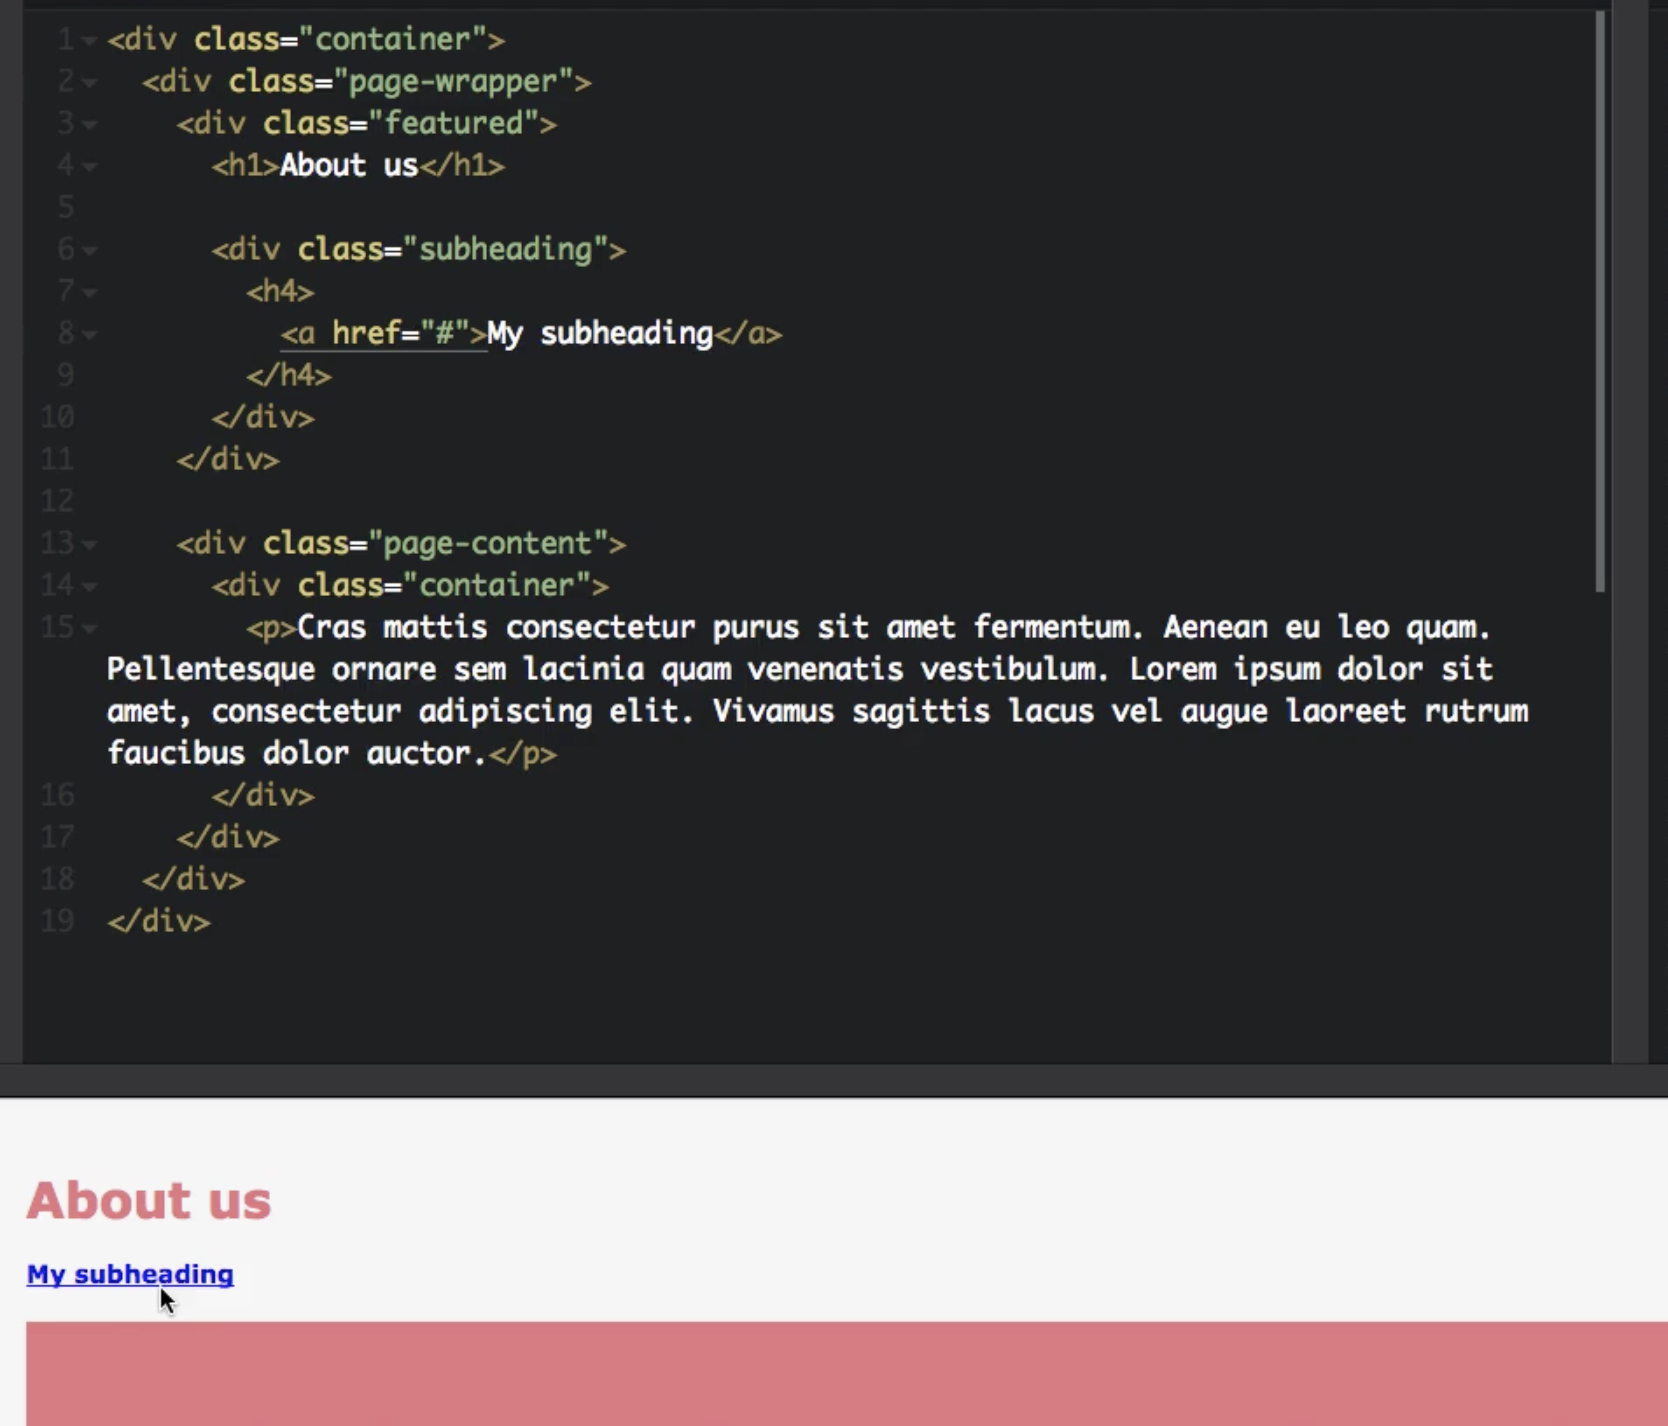 1 <div class="container">
2 <div class="page-wrapper">
3 <div class="featured">
4 <h1>About us</h1>
5
6 <div class="subheading">
7 <h4>
8 <a href="#">My subheading</a>
9 </h4>
10 </div>
11 </div>
12
13 <div class="page-content">
14 <div class="container">
15 <p>Cras mattis consectetur purus sit amet fermentum. Aenean eu leo quam.
Pellentesque ornare sem lacinia quam venenatis vestibulum. Lorem ipsum dolor sit
amet, consectetur adipiscing elit. Vivamus sagittis lacus vel augue laoreet rutrum
faucibus dolor auctor.</p>
16 </div>
17 </div>
18 </div>
19 </div>
About us
My subheading